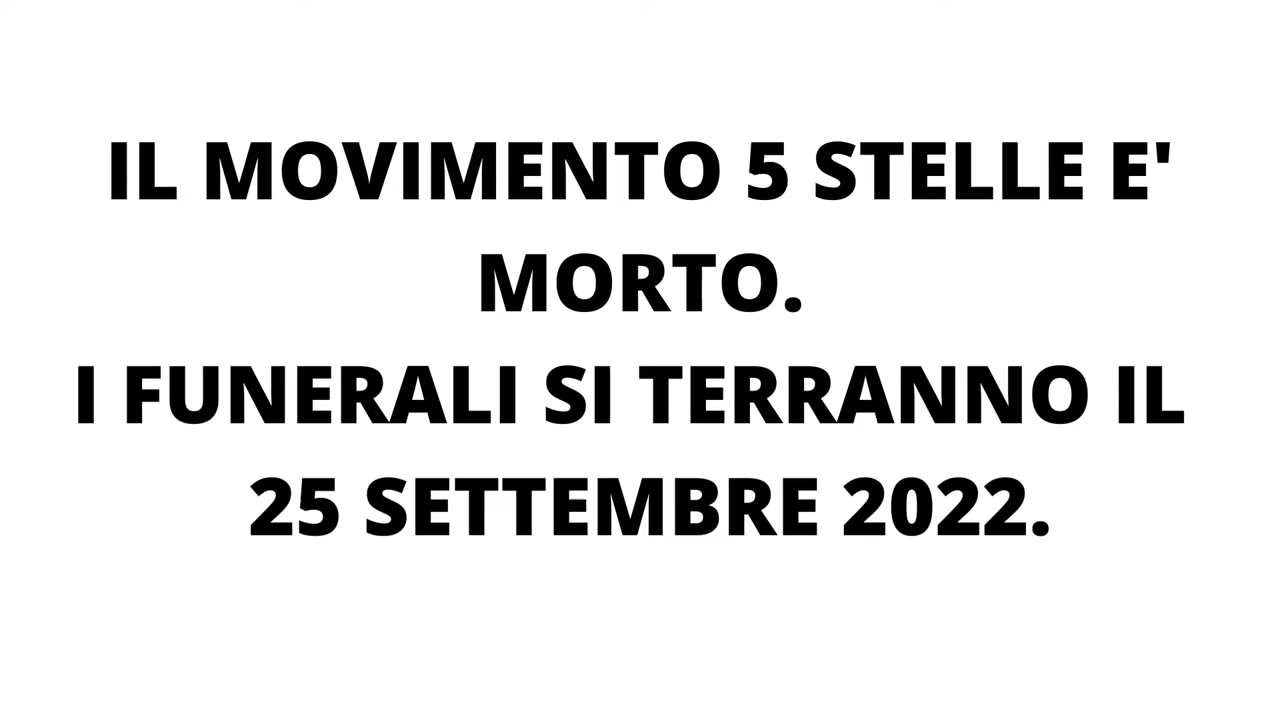 IL MOVIMENTO 5 STELLE E'
MORTO.
I FUNERALI SI TERRANNO IL
25 SETTEMBRE 2022.